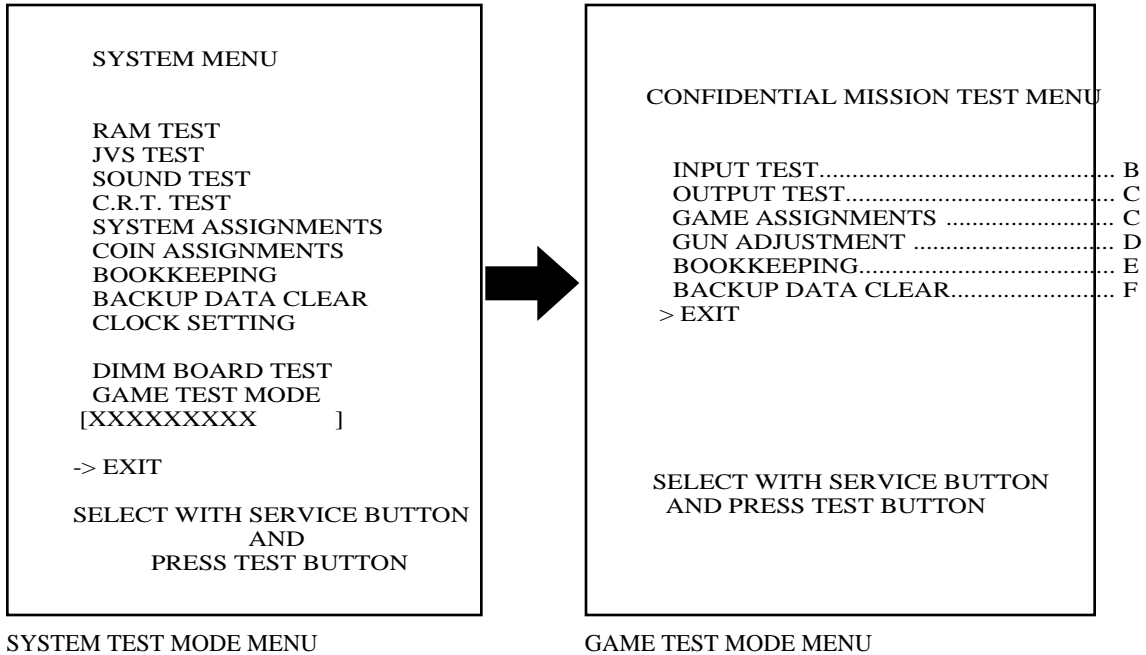 SYSTEM MENU
RAM TEST
JVS TEST
SOUND TEST
C.R.T. TEST
SYSTEM ASSIGNMENTS
COIN ASSIGNMENTS
BOOKKEEPING
BACKUP DATA CLEAR
CLOCK SETTING
DIMM BOARD TEST
GAME TEST MODE
[XXXXXXXXX ]
-> EXIT
SELECT WITH SERVICE BUTTON
AND
PRESS TEST BUTTON
SYSTEM TEST MODE MENU
CONFIDENTIAL MISSION TEST MENU
INPUT TEST............................................. B
OUTPUT TEST......................................... C
GAME ASSIGNMENTS ......................... C
GUN ADJUSTMENT .............................. D
BOOKKEEPING....................................... E
BACKUP DATA CLEAR......................... F
> EXIT
SELECT WITH SERVICE BUTTON
AND PRESS TEST BUTTON
GAME TEST MODE MENU